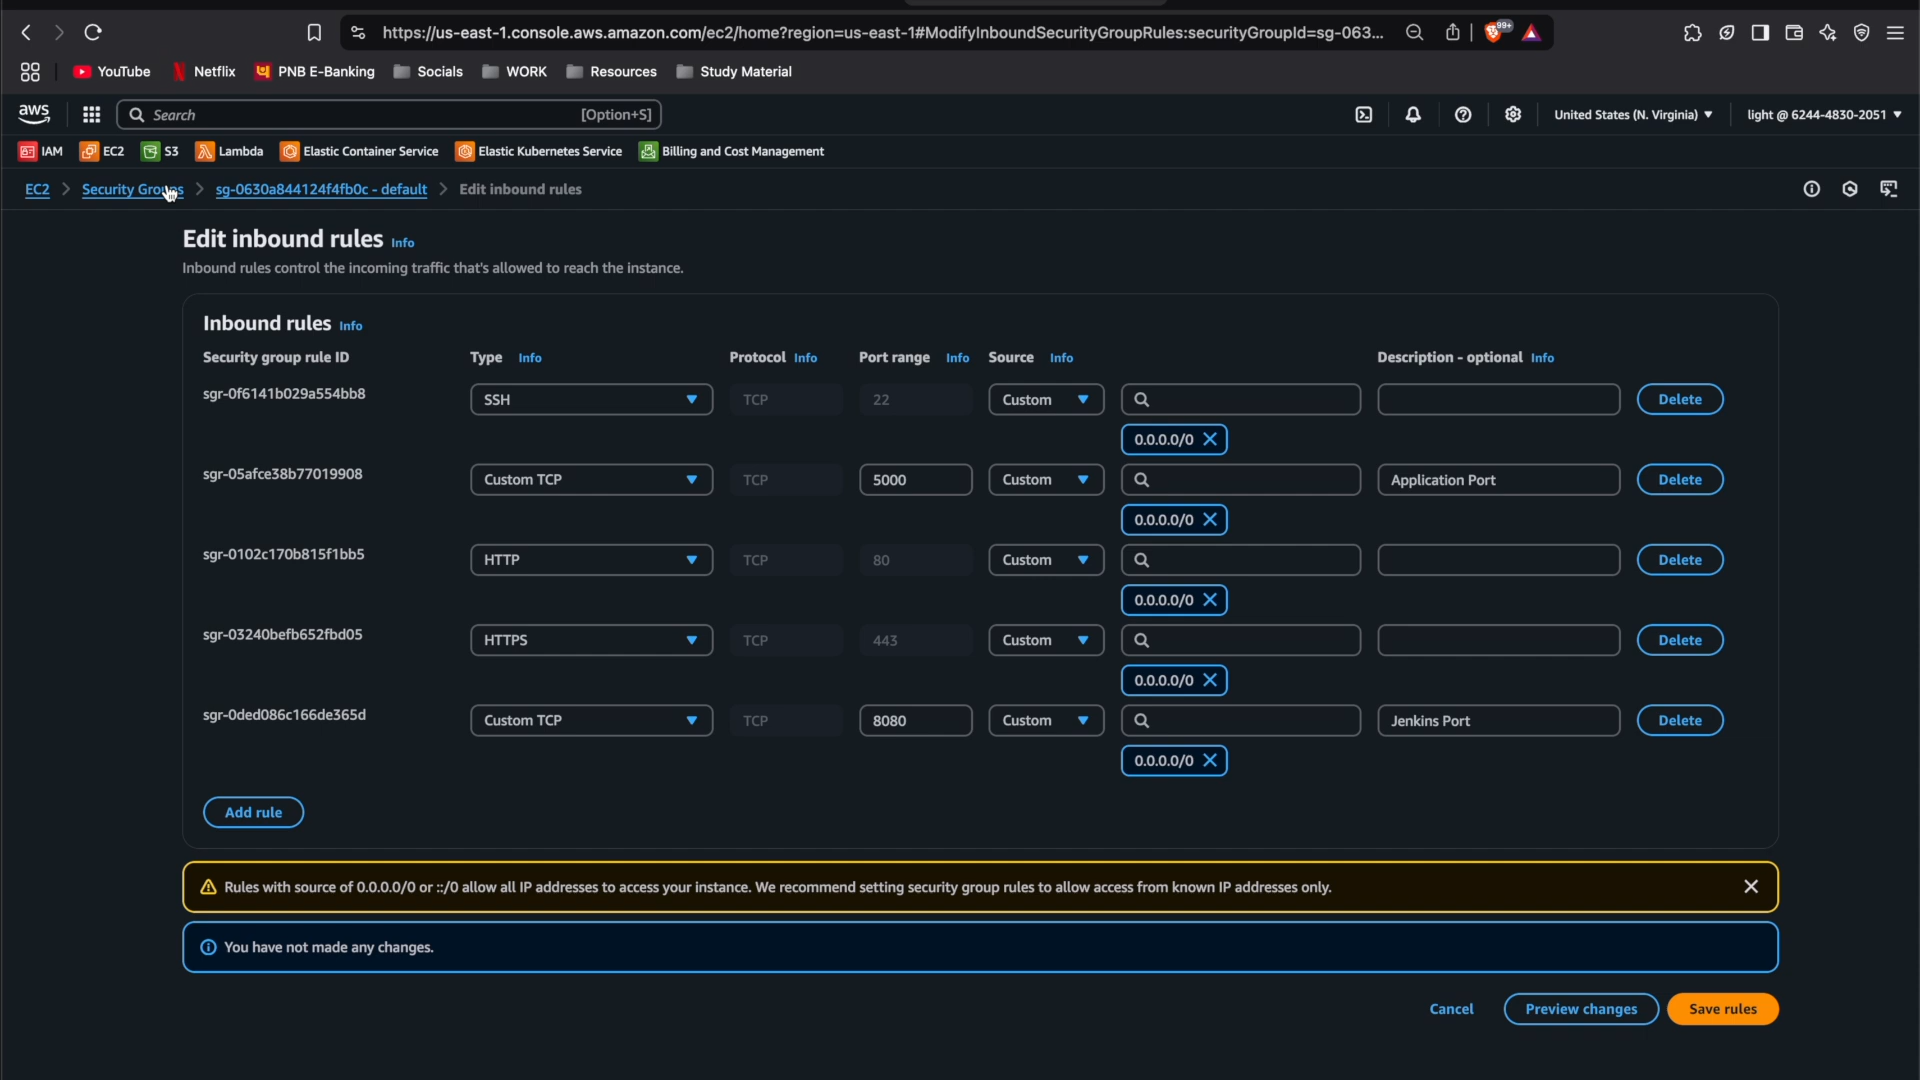 https://us-east-1.console.aws.amazon.com/ec2/home?region=us-east-1#ModifyInboundSecurityGroupRules:securityGroupId=sg-063... 99+
YouTube Netflix PNB E-Banking Socials WORK Resources Study Material
aws Search [Option+S] United States (N. Virginia) light @ 6244-4830-2051
IAM EC2 S3 Lambda Elastic Container Service Elastic Kubernetes Service Billing and Cost Management
EC2 Security Groups sg-0630a844124f4fb0c - default Edit inbound rules
Edit inbound rules Info
Inbound rules control the incoming traffic that's allowed to reach the instance.
Inbound rules Info
Security group rule ID Type Info Protocol Info Port range Info Source Info Description - optional Info
sgr-0f6141b029a554bb8 SSH TCP 22 Custom Delete
0.0.0.0/0
sgr-05afce38b77019908 Custom TCP TCP 5000 Custom Application Port Delete
0.0.0.0/0
sgr-0102c170b815f1bb5 HTTP TCP 80 Custom Delete
0.0.0.0/0
sgr-03240befb652fbd05 HTTPS TCP 443 Custom Delete
0.0.0.0/0
sgr-0ded086c166de365d Custom TCP TCP 8080 Custom Jenkins Port Delete
0.0.0.0/0
Add rule
Rules with source of 0.0.0.0/0 or ::/0 allow all IP addresses to access your instance. We recommend setting security group rules to allow access from known IP addresses only.
You have not made any changes.
Cancel Preview changes Save rules